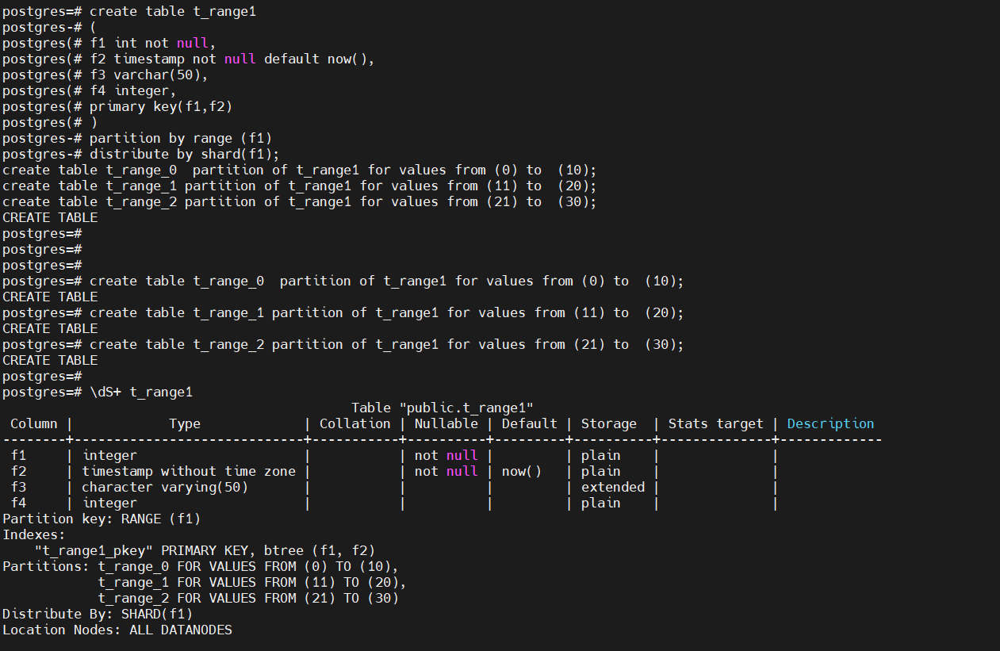 postgres=# create table t_range1
postgres-# (
postgres(# f1 int not null,
postgres(# f2 timestamp not null default now(),
postgres(# f3 varchar(50),
postgres(# f4 integer,
postgres(# primary key(f1,f2)
postgres(# )
postgres-# partition by range (f1)
postgres-# distribute by shard(f1);
create table t_range_0  partition of t_range1 for values from (0) to  (10);
create table t_range_1 partition of t_range1 for values from (11) to  (20);
create table t_range_2 partition of t_range1 for values from (21) to  (30);
CREATE TABLE
postgres=#
postgres=#
postgres=#
postgres=# create table t_range_0  partition of t_range1 for values from (0) to  (10);
CREATE TABLE
postgres=# create table t_range_1 partition of t_range1 for values from (11) to  (20);
CREATE TABLE
postgres=# create table t_range_2 partition of t_range1 for values from (21) to  (30);
CREATE TABLE
postgres=#
postgres=# \dS+ t_range1
                                            Table "public.t_range1"
 Column |            Type             | Collation | Nullable | Default | Storage  | Stats target | Description
--------+-----------------------------+-----------+----------+---------+----------+--------------+-------------
 f1     | integer                     |           | not null |         | plain    |              |
 f2     | timestamp without time zone |           | not null | now()   | plain    |              |
 f3     | character varying(50)       |           |          |         | extended |              |
 f4     | integer                     |           |          |         | plain    |              |
Partition key: RANGE (f1)
Indexes:
    "t_range1_pkey" PRIMARY KEY, btree (f1, f2)
Partitions: t_range_0 FOR VALUES FROM (0) TO (10),
            t_range_1 FOR VALUES FROM (11) TO (20),
            t_range_2 FOR VALUES FROM (21) TO (30)
Distribute By: SHARD(f1)
Location Nodes: ALL DATANODES